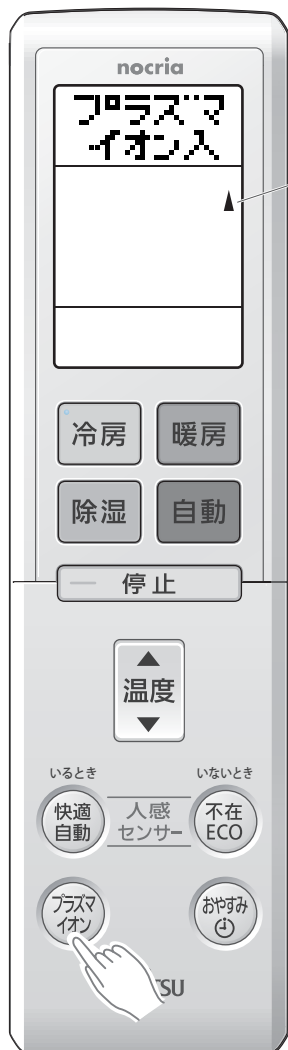 nocria
プラズマ
イオン入
冷房 暖房
除湿 自動
停止
温度
いるとき いないとき
快適
自動
人感
センサー
不在
ECO
プラズマ
イオン
おやすみ